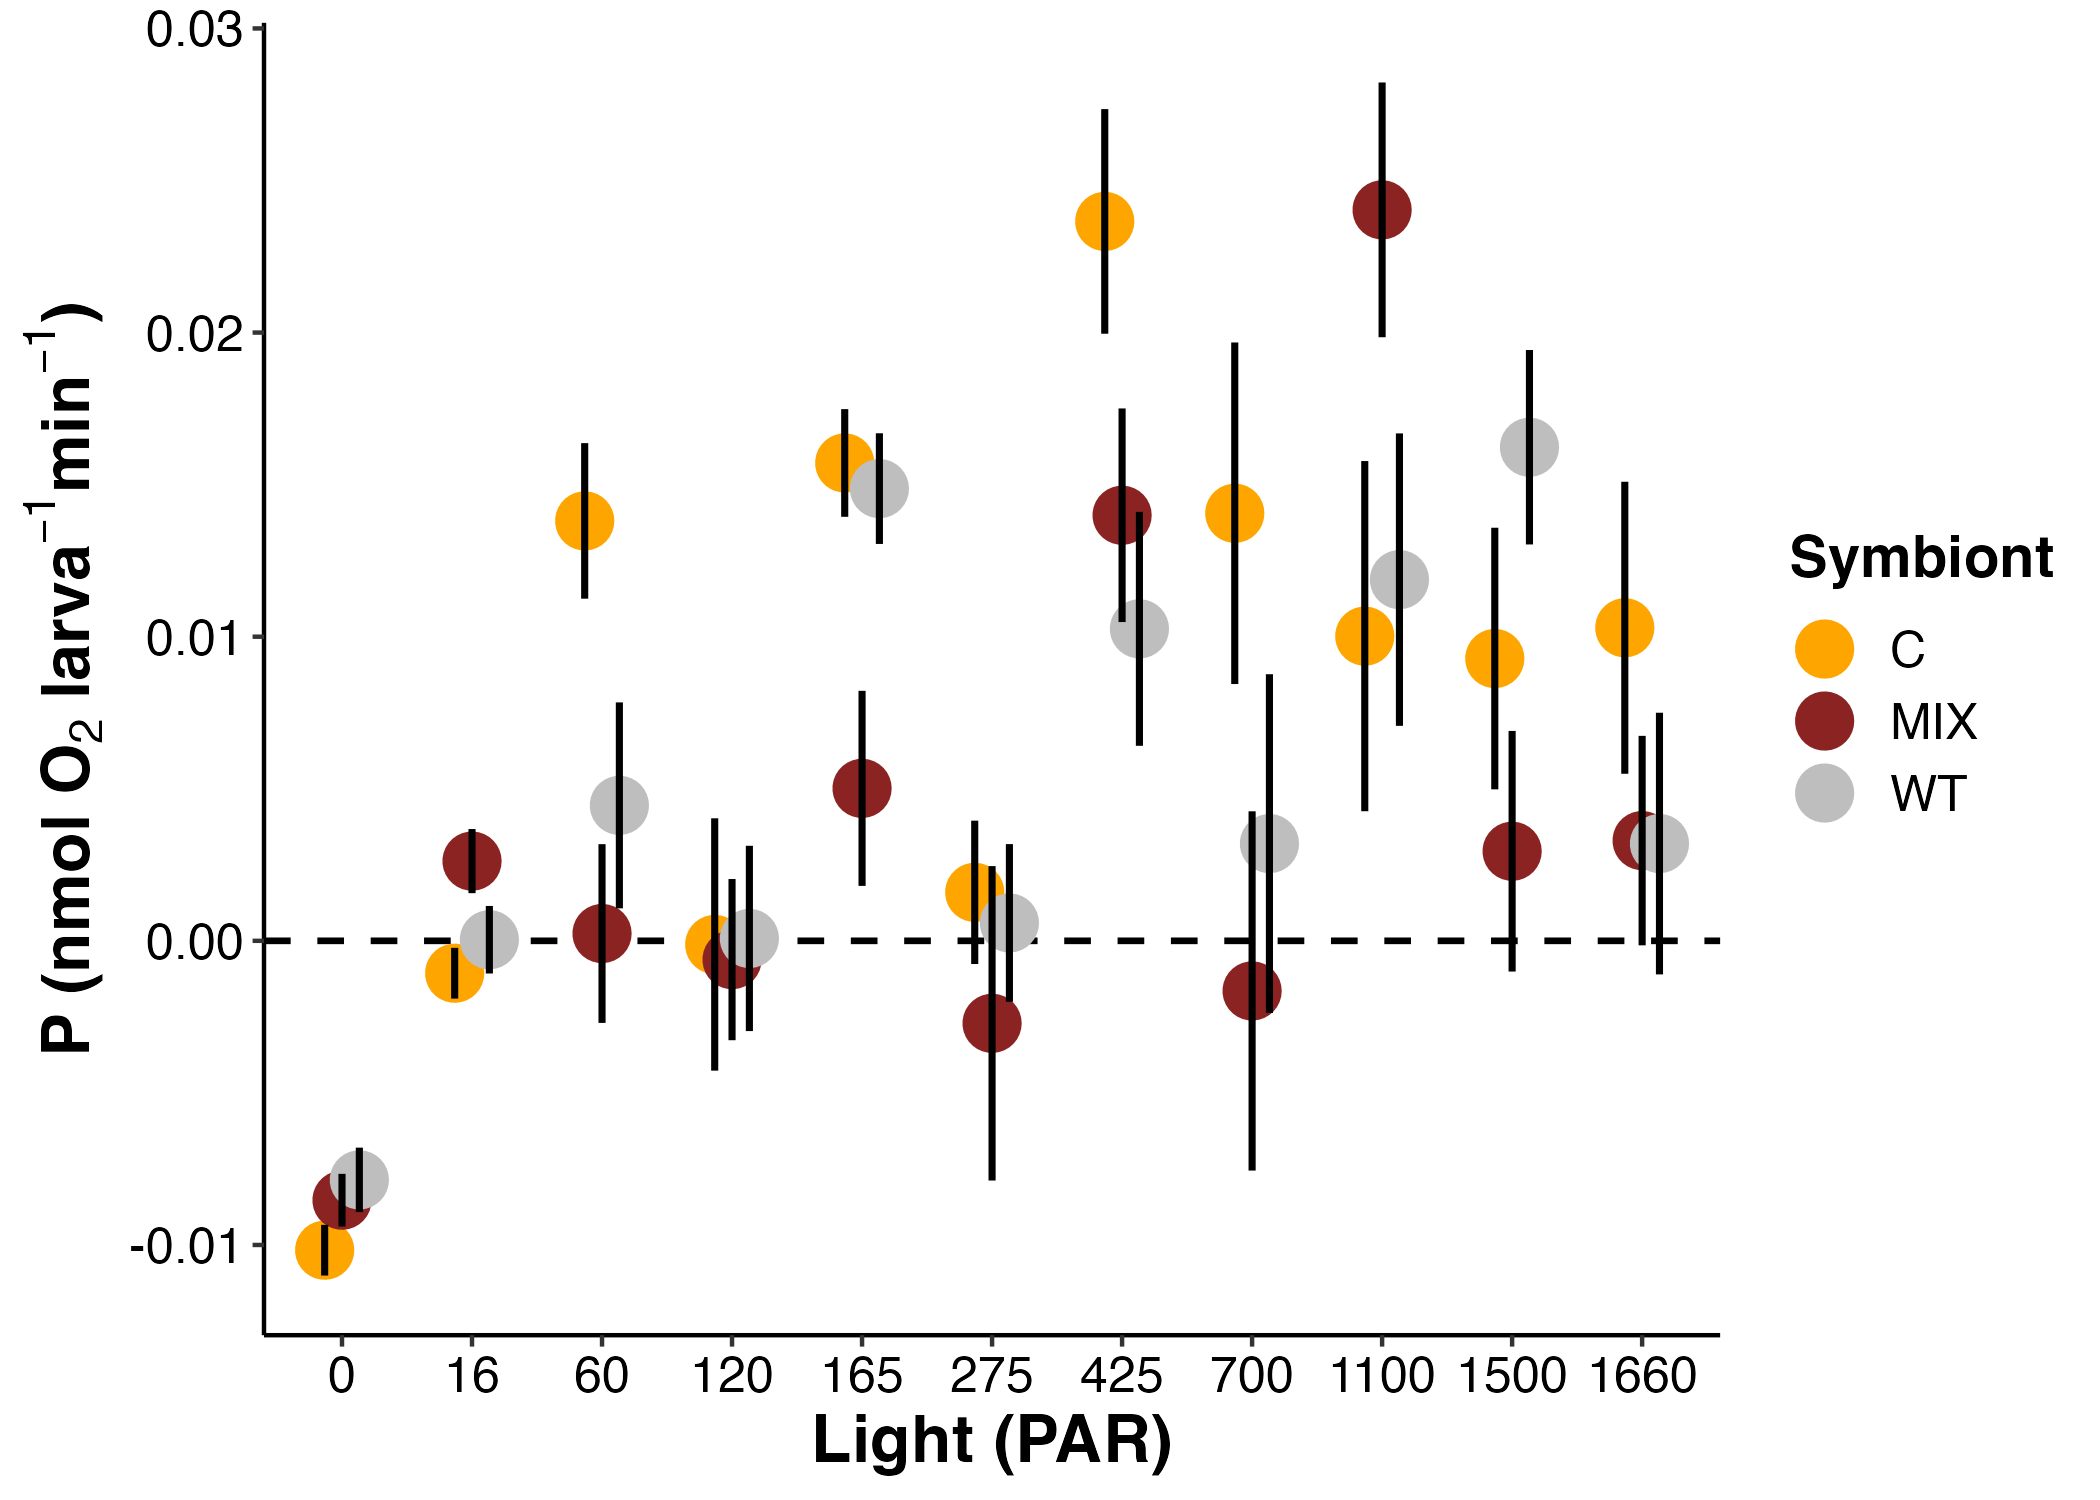 0.03
0.02
0.01
0.00
-0.01
P (nmol O₂ larva⁻¹min⁻¹)
0 16 60 120 165 275 425 700 1100 1500 1660
Light (PAR)
Symbiont
C
MIX
WT